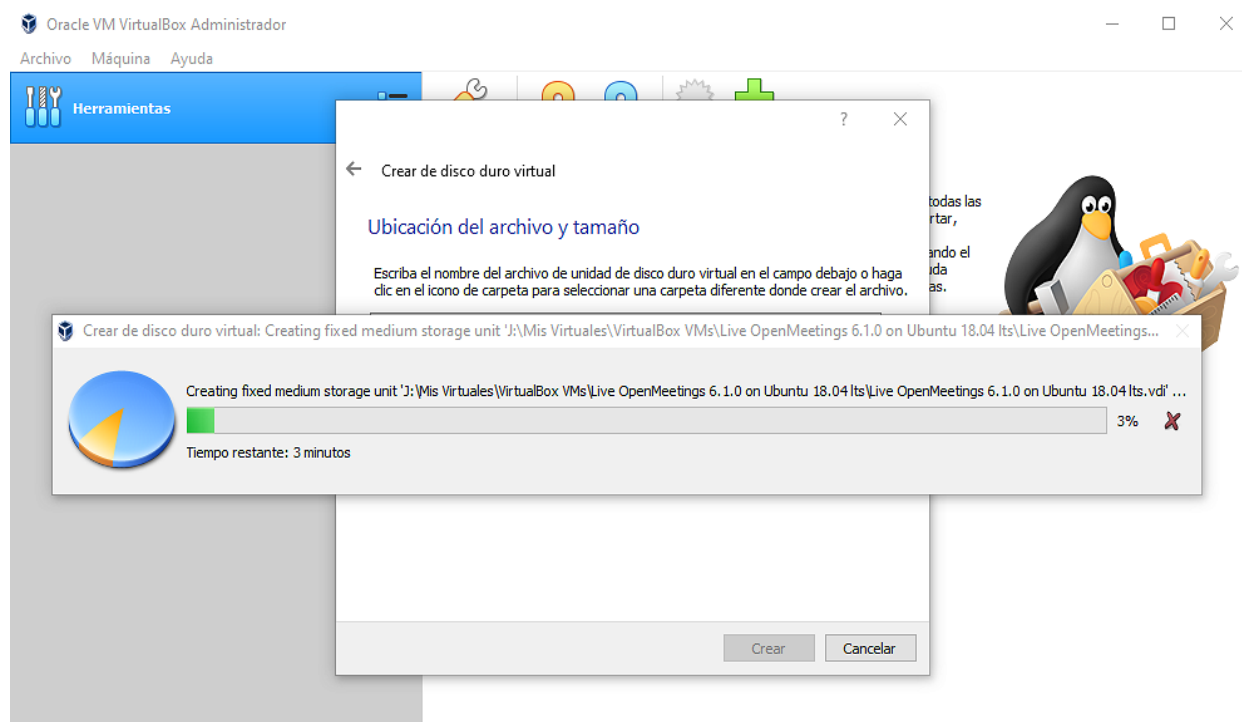 Oracle VM VirtualBox Administrador
Archivo Máquina Ayuda
Herramientas
?
Crear de disco duro virtual
Ubicación del archivo y tamaño
todas las
rtar,
ando el
uda
as.
Escriba el nombre del archivo de unidad de disco duro virtual en el campo debajo o haga
clic en el icono de carpeta para seleccionar una carpeta diferente donde crear el archivo.
Crear de disco duro virtual: Creating fixed medium storage unit 'J:\Mis Virtuales\VirtualBox VMs\Live OpenMeetings 6.1.0 on Ubuntu 18.04 lts\Live OpenMeetings...
Creating fixed medium storage unit 'J:\Mis Virtuales\VirtualBox VMs\Live OpenMeetings 6.1.0 on Ubuntu 18.04 lts\Live OpenMeetings 6.1.0 on Ubuntu 18.04 lts.vdi' ...
3%
Tiempo restante: 3 minutos
Crear
Cancelar